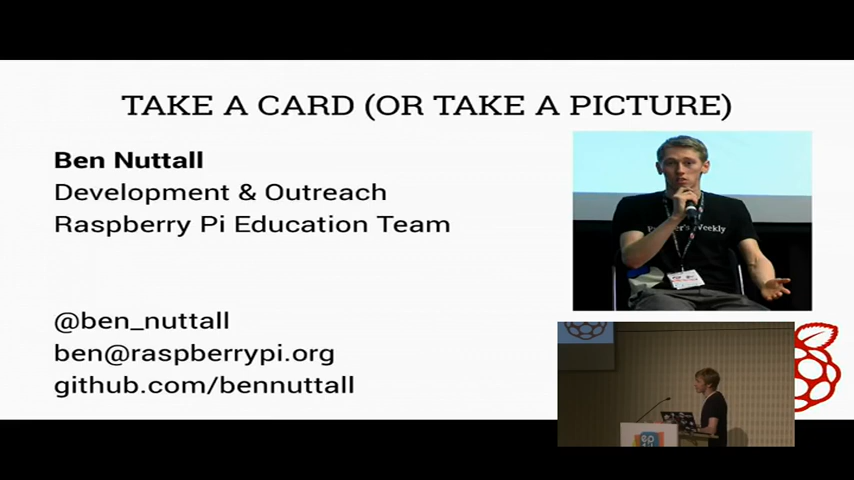 TAKE A CARD (OR TAKE A PICTURE)
Ben Nuttall
Development & Outreach
Raspberry Pi Education Team
@ben_nuttall
ben@raspberrypi.org
github.com/bennuttall